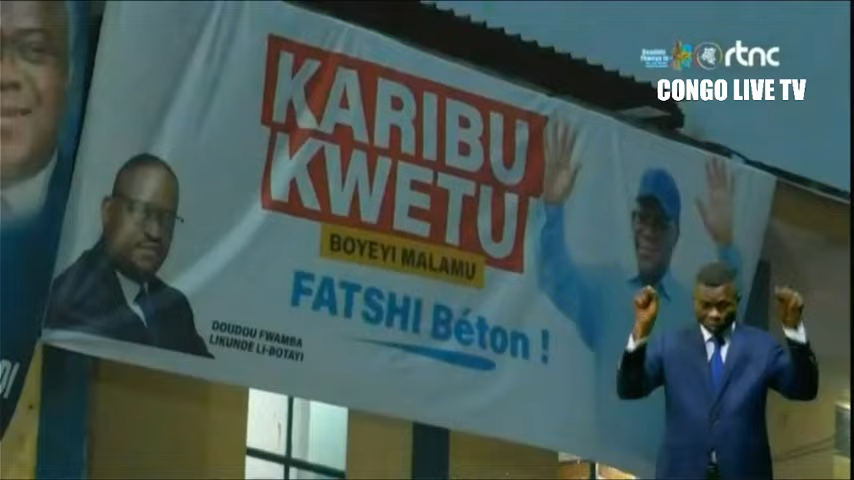 rtnc
CONGO LIVE TV
KARIBU
KWETU
BOYEYI MALAMU
FATSHI Béton !
DOUDOU FWAMBA
LIKUNDE LI-BOTAYI